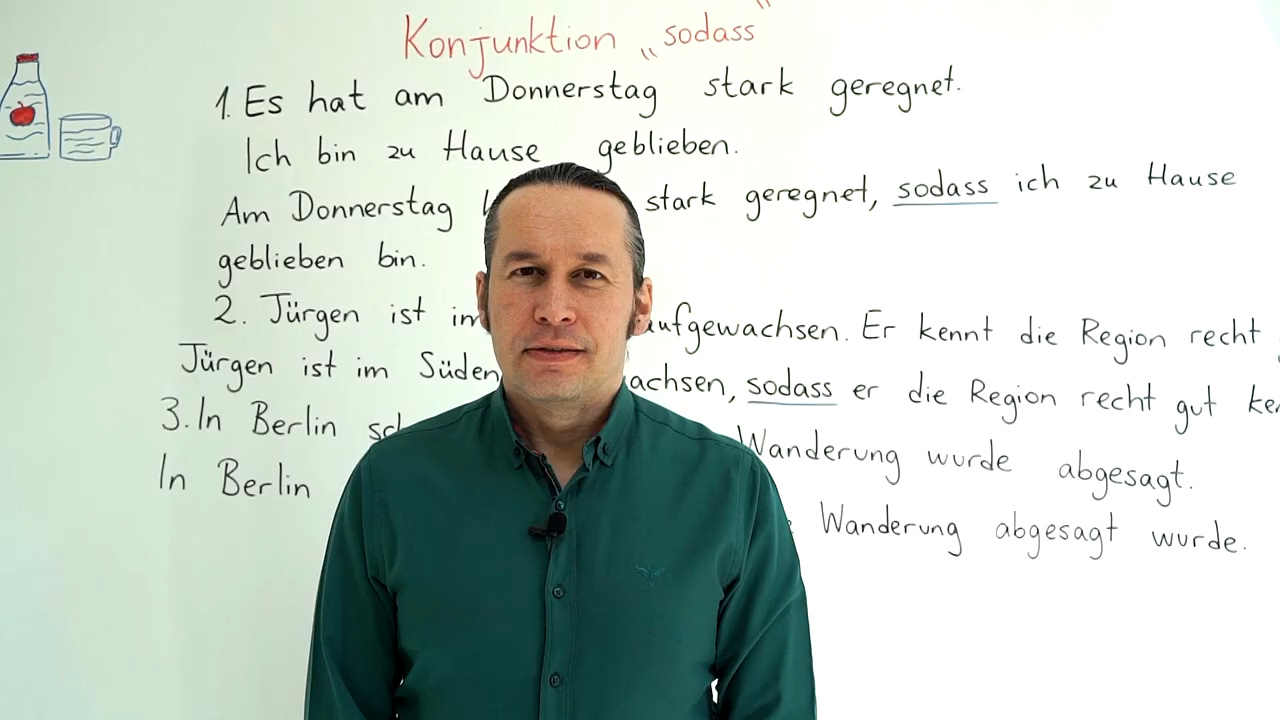 Konjunktion „sodass"
1. Es hat am Donnerstag stark geregnet.
Ich bin zu Hause geblieben.
Am Donnerstag stark geregnet, sodass ich zu Hause
geblieben bin.
2. Jürgen ist aufgewachsen. Er kennt die Region recht
Jürgen ist im Süden sodass er die Region recht gut
3. In Berlin Wanderung wurde abgesagt.
In Berlin Wanderung abgesagt wurde.